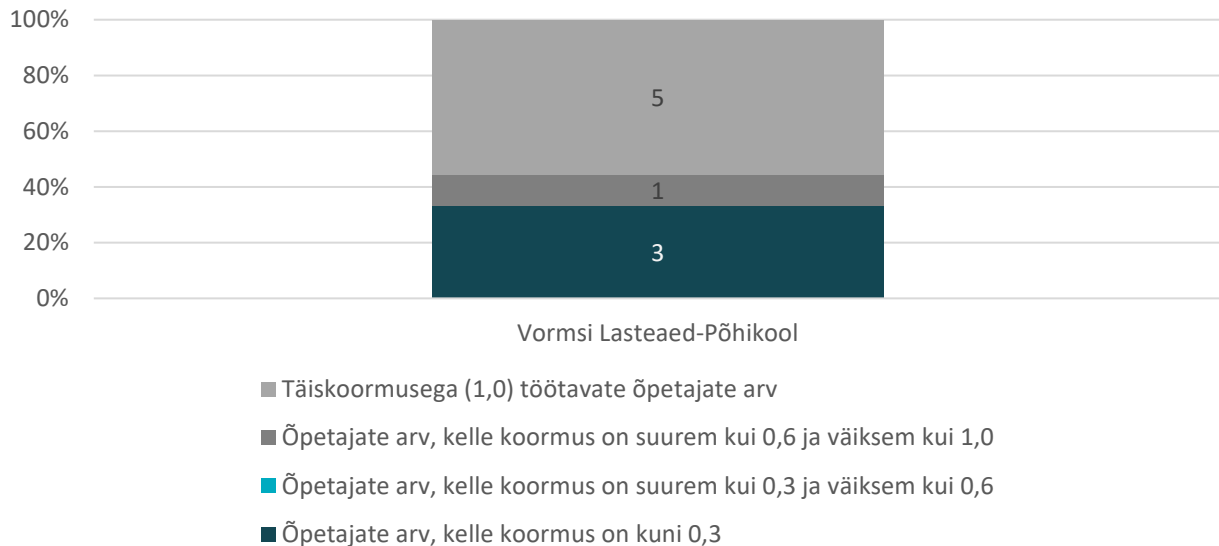 100%
80%
60%
40%
20%
0%
5
1
3
Vormsi Lasteaed-Põhikool
Täiskoormusega (1,0) töötavate õpetajate arv
Õpetajate arv, kelle koormus on suurem kui 0,6 ja väiksem kui 1,0
Õpetajate arv, kelle koormus on suurem kui 0,3 ja väiksem kui 0,6
Õpetajate arv, kelle koormus on kuni 0,3